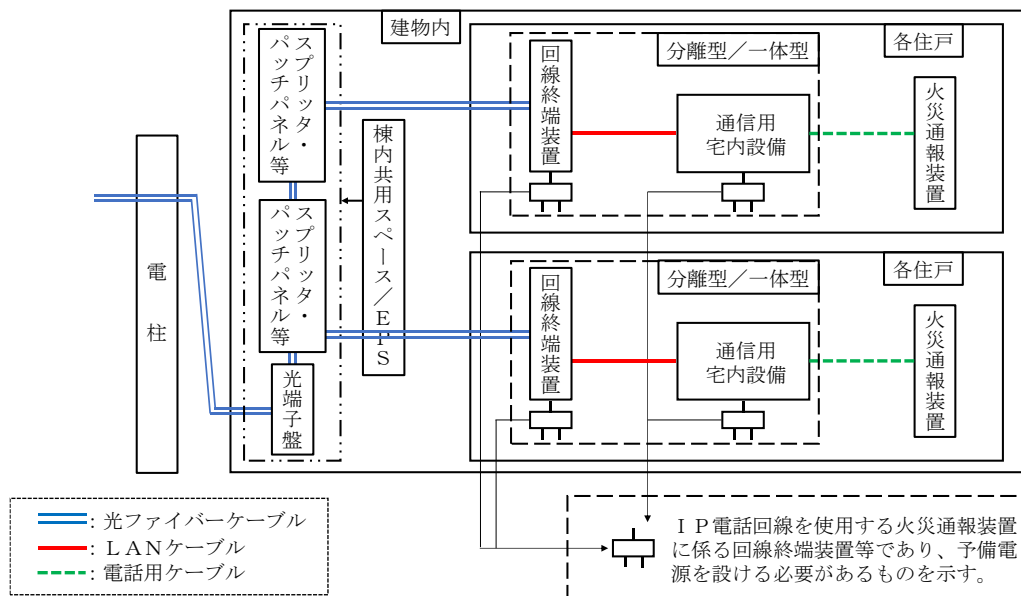 建物内
各住戸
分離型／一体型
スプリッタ・
パッチパネル等
回線終端装置
通信用
宅内設備
火災通報装置
電柱
棟内共用スペース／ＥＰＳ
スプリッタ・
パッチパネル等
各住戸
分離型／一体型
回線終端装置
通信用
宅内設備
火災通報装置
光端子盤
：光ファイバーケーブル
：ＬＡＮケーブル
：電話用ケーブル
ＩＰ電話回線を使用する火災通報装置
に係る回線終端装置等であり、予備電
源を設ける必要があるものを示す。